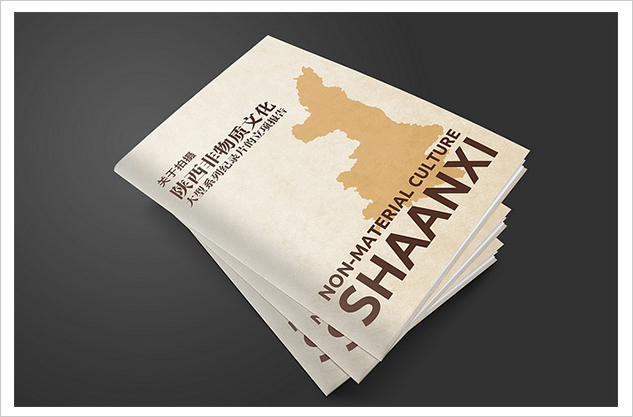 关于拍摄
陕西非物质文化
大型系列纪录片的立项报告
NON-MATERIAL CULTURE
SHAANXI
S
S